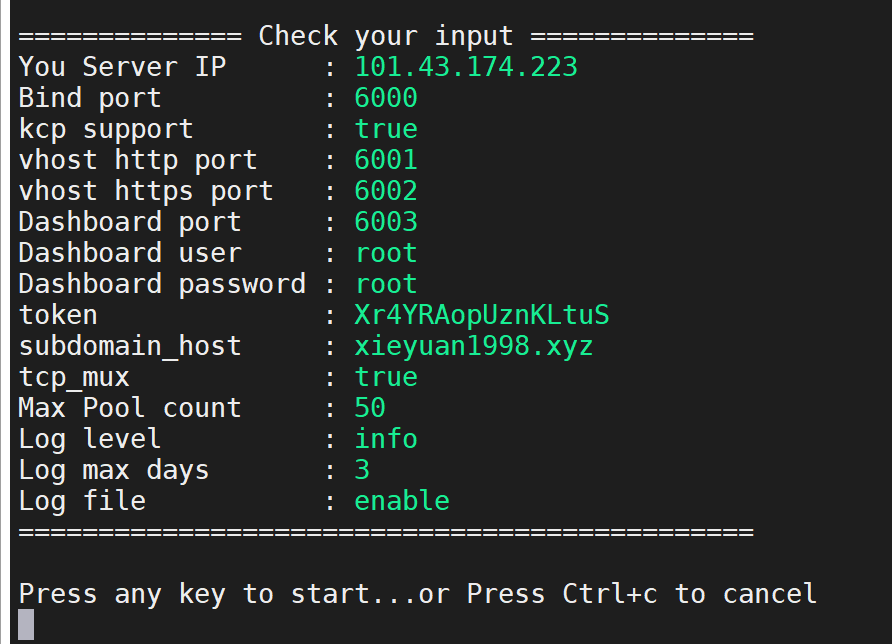 ============== Check your input ==============
You Server IP      : 101.43.174.223
Bind port          : 6000
kcp support        : true
vhost http port    : 6001
vhost https port   : 6002
Dashboard port     : 6003
Dashboard user     : root
Dashboard password : root
token              : Xr4YRAopUznKLtuS
subdomain_host     : xieyuan1998.xyz
tcp_mux            : true
Max Pool count     : 50
Log level          : info
Log max days       : 3
Log file           : enable
==============================================
Press any key to start...or Press Ctrl+c to cancel